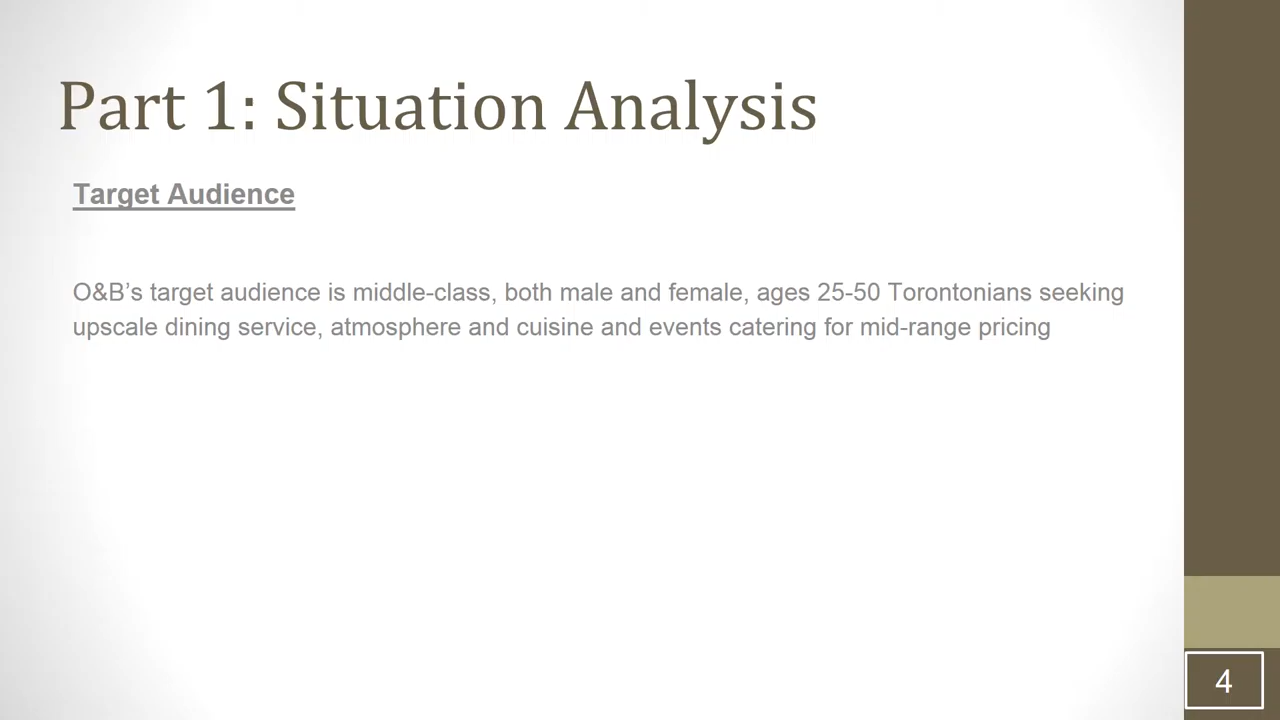 Part 1: Situation Analysis
Target Audience
O&B’s target audience is middle-class, both male and female, ages 25-50 Torontonians seeking
upscale dining service, atmosphere and cuisine and events catering for mid-range pricing
4